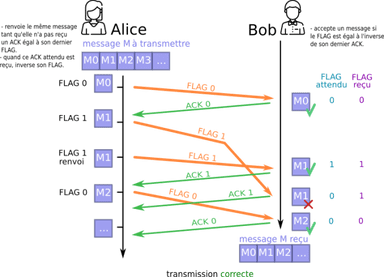 Alice
Bob
- renvoie le même message
tant qu'elle n'a pas reçu
un ACK égal à son dernier
FLAG.
- quand ce ACK attendu est
reçu, inverse son FLAG.
- accepte un message si
le FLAG est égal à l'inverse
de son dernier ACK.
message M à transmettre
M0 M1 M2 M3 ...
FLAG attendu
FLAG reçu
FLAG 0 M0
FLAG 0
ACK 0
M0 0 0
FLAG 1 M1
FLAG 1
FLAG 1
renvoi
M1
FLAG 1
M1 1 1
ACK 1
FLAG 0 M2
FLAG 0
ACK 1
M1 0 1
M2 0 0
...
ACK 0
message M reçu
M0 M1 M2 ...
transmission correcte